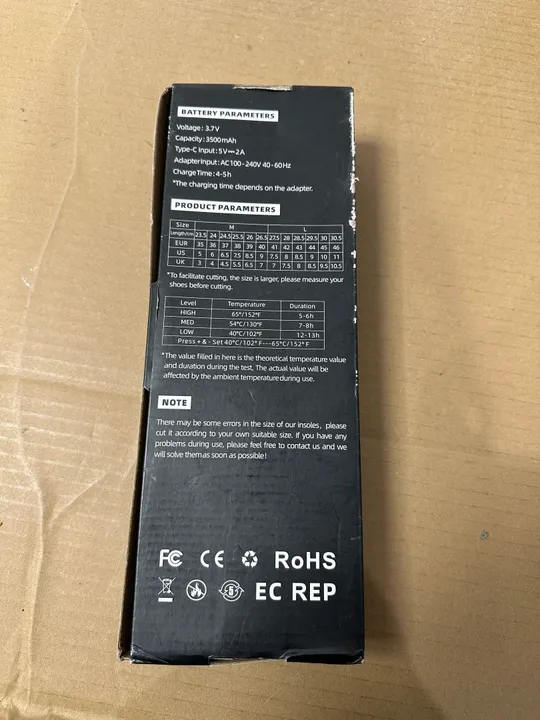 BATTERY PARAMETERS
Voltage: 3.7V
Capacity: 3500mAh
Type-C Input: 5V⎓2A
AdapterInput: AC100-240V 40-60Hz
ChargeTime: 4-5h
*The charging time depends on the adapter.
PRODUCT PARAMETERS
Size M L
Length/cm 23.5 24 24.5 25.5 26 26.5 27.5 28 28.5 29.5 30 30.5
EUR 35 36 37 38 39 40 41 42 43 44 45 46
US 5 6 6.5 7.5 8.5 9 7.5 8 8.5 9.5 10 11
UK 3 4 4.5 5.5 6.5 7 7 7.5 8 8.5 9.5 10.5
*To facilitate cutting, the size is larger, please measure your
shoes before cutting.
Level Temperature Duration
HIGH 65°/152°F 5-6h
MED 54°C/130°F 7-8h
LOW 40°C/102°F 12-13h
Press + & - Set 40°C/102° F---65°C/152° F
*The value filled in here is the theoretical temperature value
and duration during the test, The actual value will be
affected by the ambient temperatureduring use.
NOTE
There may be some errors in the size of our insoles, please
cut it according to your own suitable size. If you have any
problems during use, please feel free to contact us and we
will solve themas soon as possible!
FC CE RoHS
5 EC REP